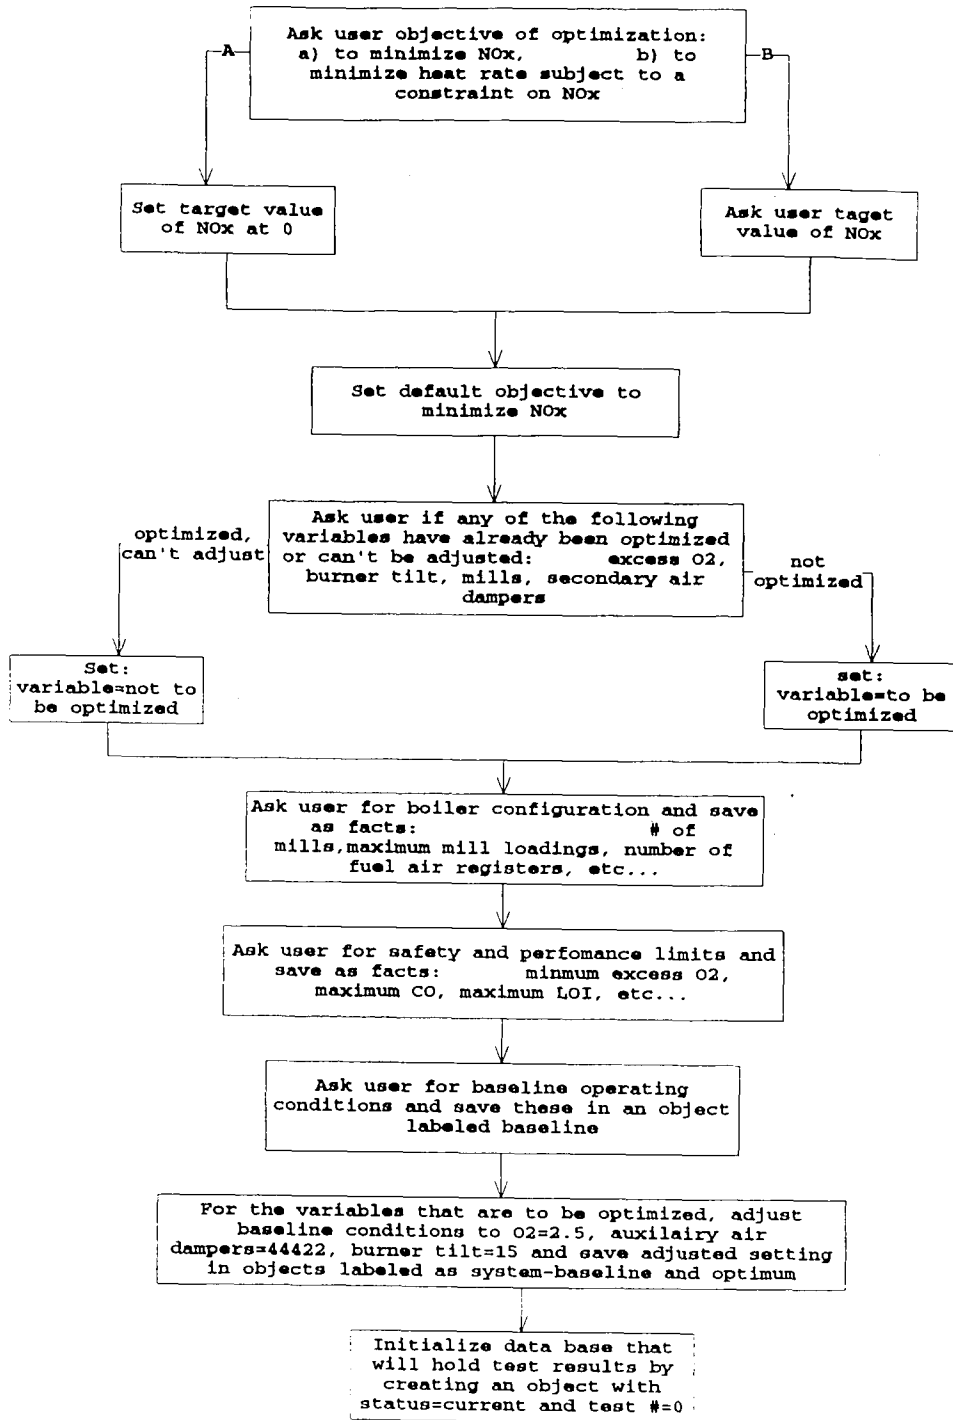 Ask user objective of optimization:
a) to minimize NOx, b) to
minimize heat rate subject to a
constraint on NOx
A
B
Set target value
of NOx at 0
Ask user taget
value of NOx
Set default objective to
minimize NOx
Ask user if any of the following
variables have already been optimized
or can't be adjusted: excess O2,
burner tilt, mills, secondary air
dampers
optimized,
can't adjust
not
optimized
Set:
variable=not to
be optimized
set:
variable=to be
optimized
Ask user for boiler configuration and save
as facts: # of
mills,maximum mill loadings, number of
fuel air registers, etc...
Ask user for safety and perfomance limits and
save as facts: minmum excess O2,
maximum CO, maximum LOI, etc...
Ask user for baseline operating
conditions and save these in an object
labeled baseline
For the variables that are to be optimized, adjust
baseline conditions to O2=2.5, auxilairy air
dampers=44422, burner tilt=15 and save adjusted setting
in objects labeled as system-baseline and optimum
Initialize data base that
will hold test results by
creating an object with
status=current and test #=0